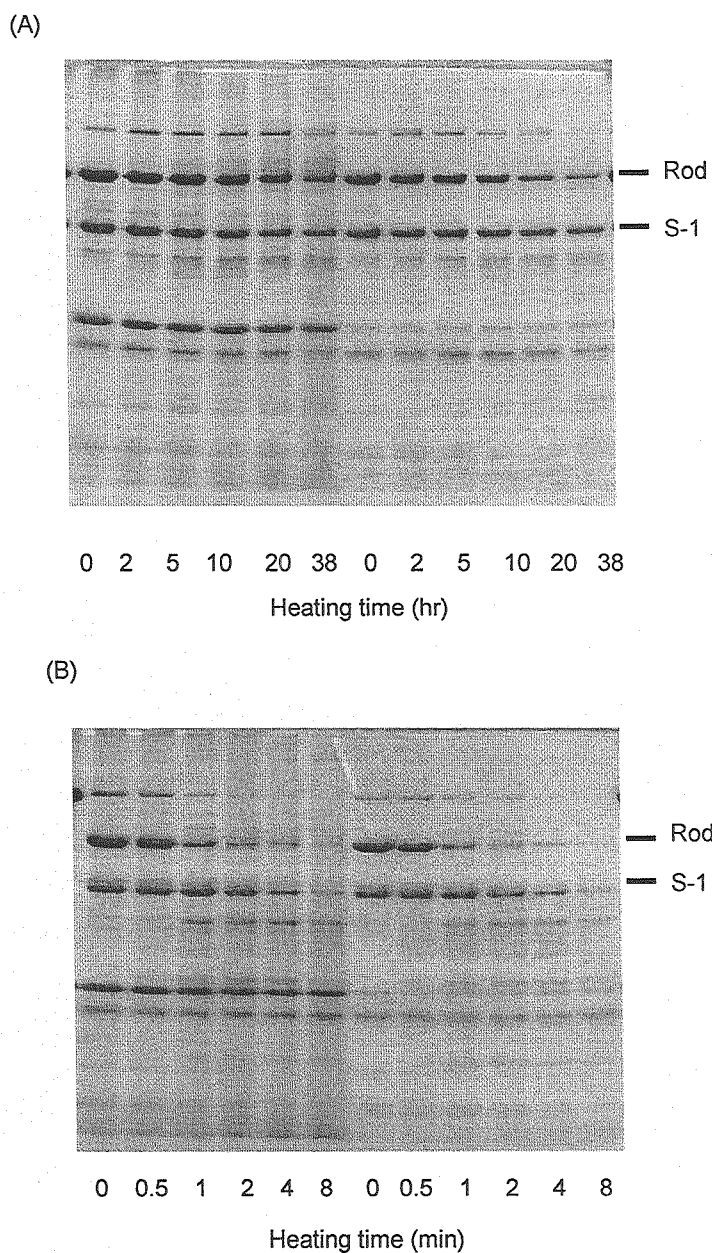 (A)
Rod
S-1
0 2 5 10 20 38 0 2 5 10 20 38
Heating time (hr)
(B)
Rod
S-1
0 0.5 1 2 4 8 0 0.5 1 2 4 8
Heating time (min)